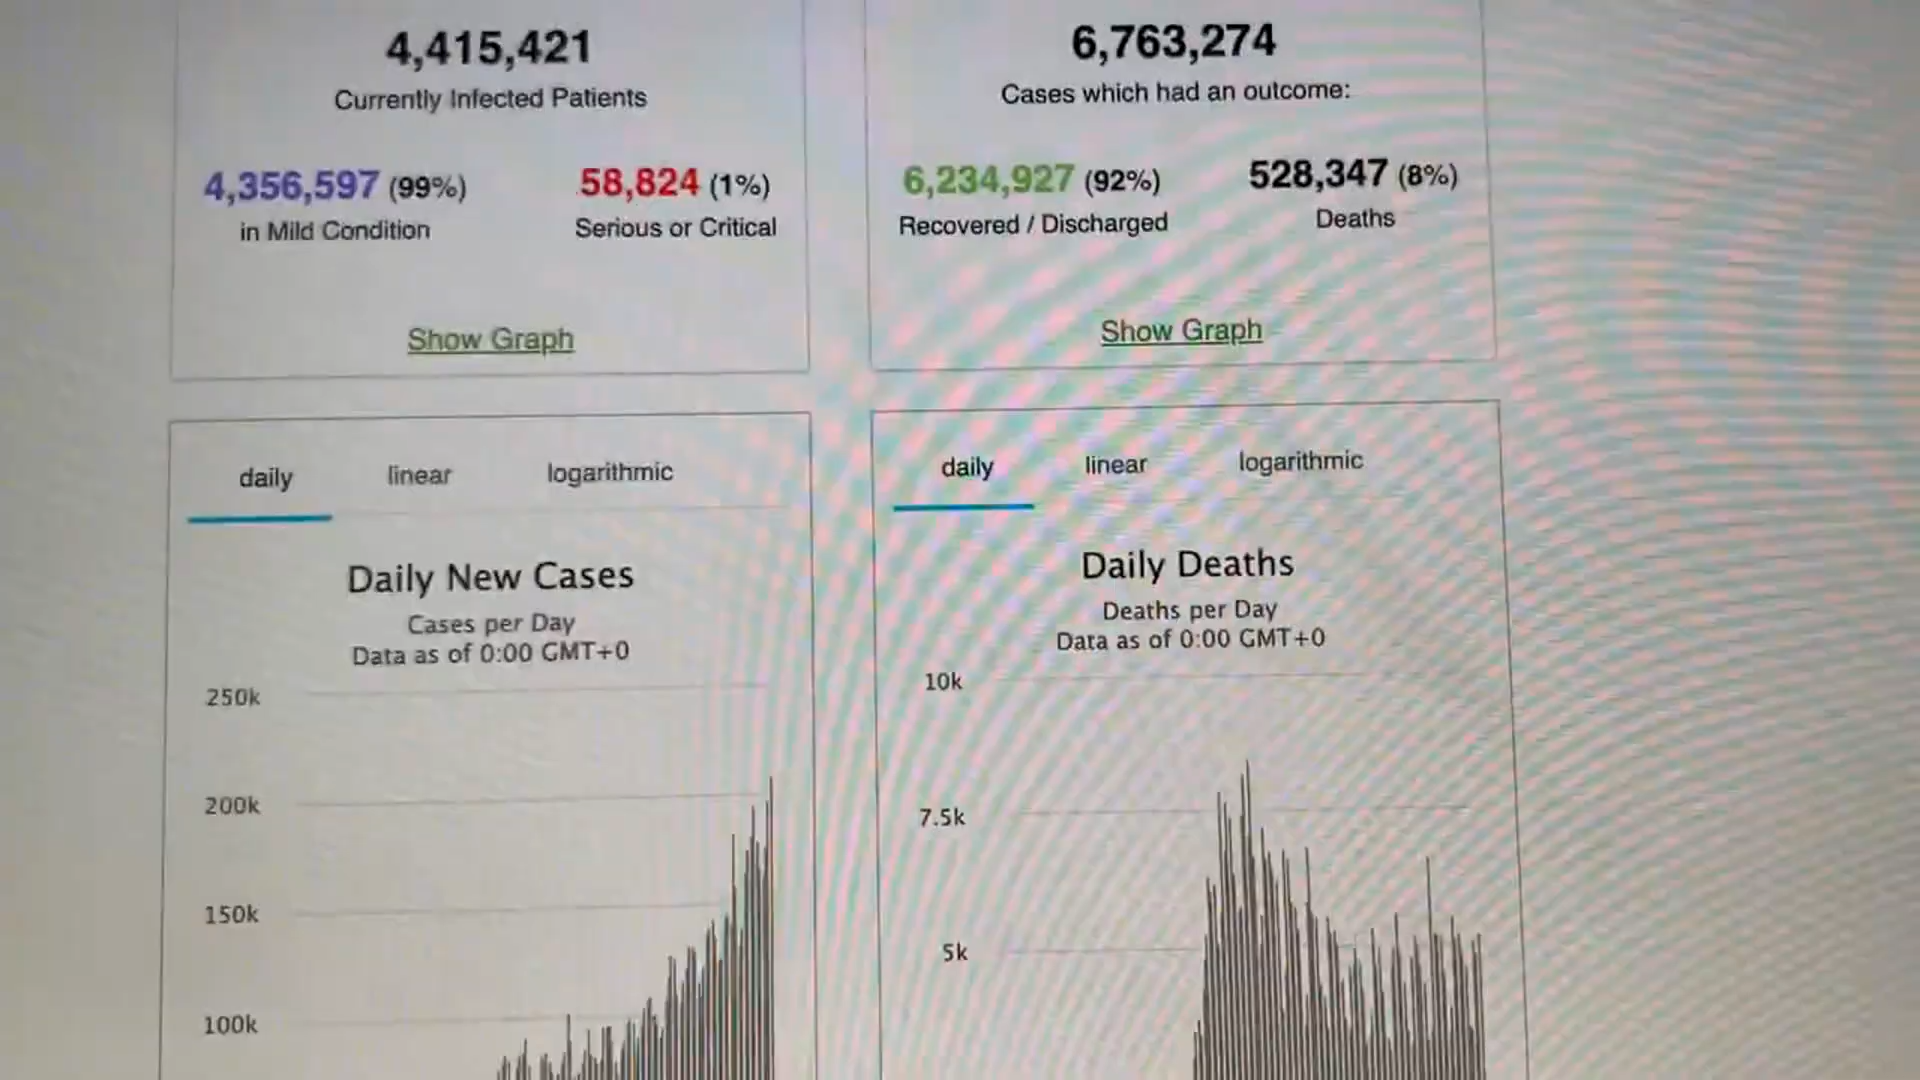 4,415,421
Currently Infected Patients
4,356,597 (99%)
in Mild Condition
58,824 (1%)
Serious or Critical
Show Graph
6,763,274
Cases which had an outcome:
6,234,927 (92%)
Recovered / Discharged
528,347 (8%)
Deaths
Show Graph
daily linear logarithmic
Daily New Cases
Cases per Day
Data as of 0:00 GMT+0
250k
200k
150k
100k
daily linear logarithmic
Daily Deaths
Deaths per Day
Data as of 0:00 GMT+0
10k
7.5k
5k